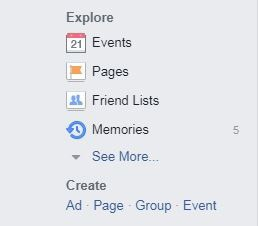 Explore
21 Events
Pages
Friend Lists
Memories 5
See More...
Create
Ad · Page · Group · Event